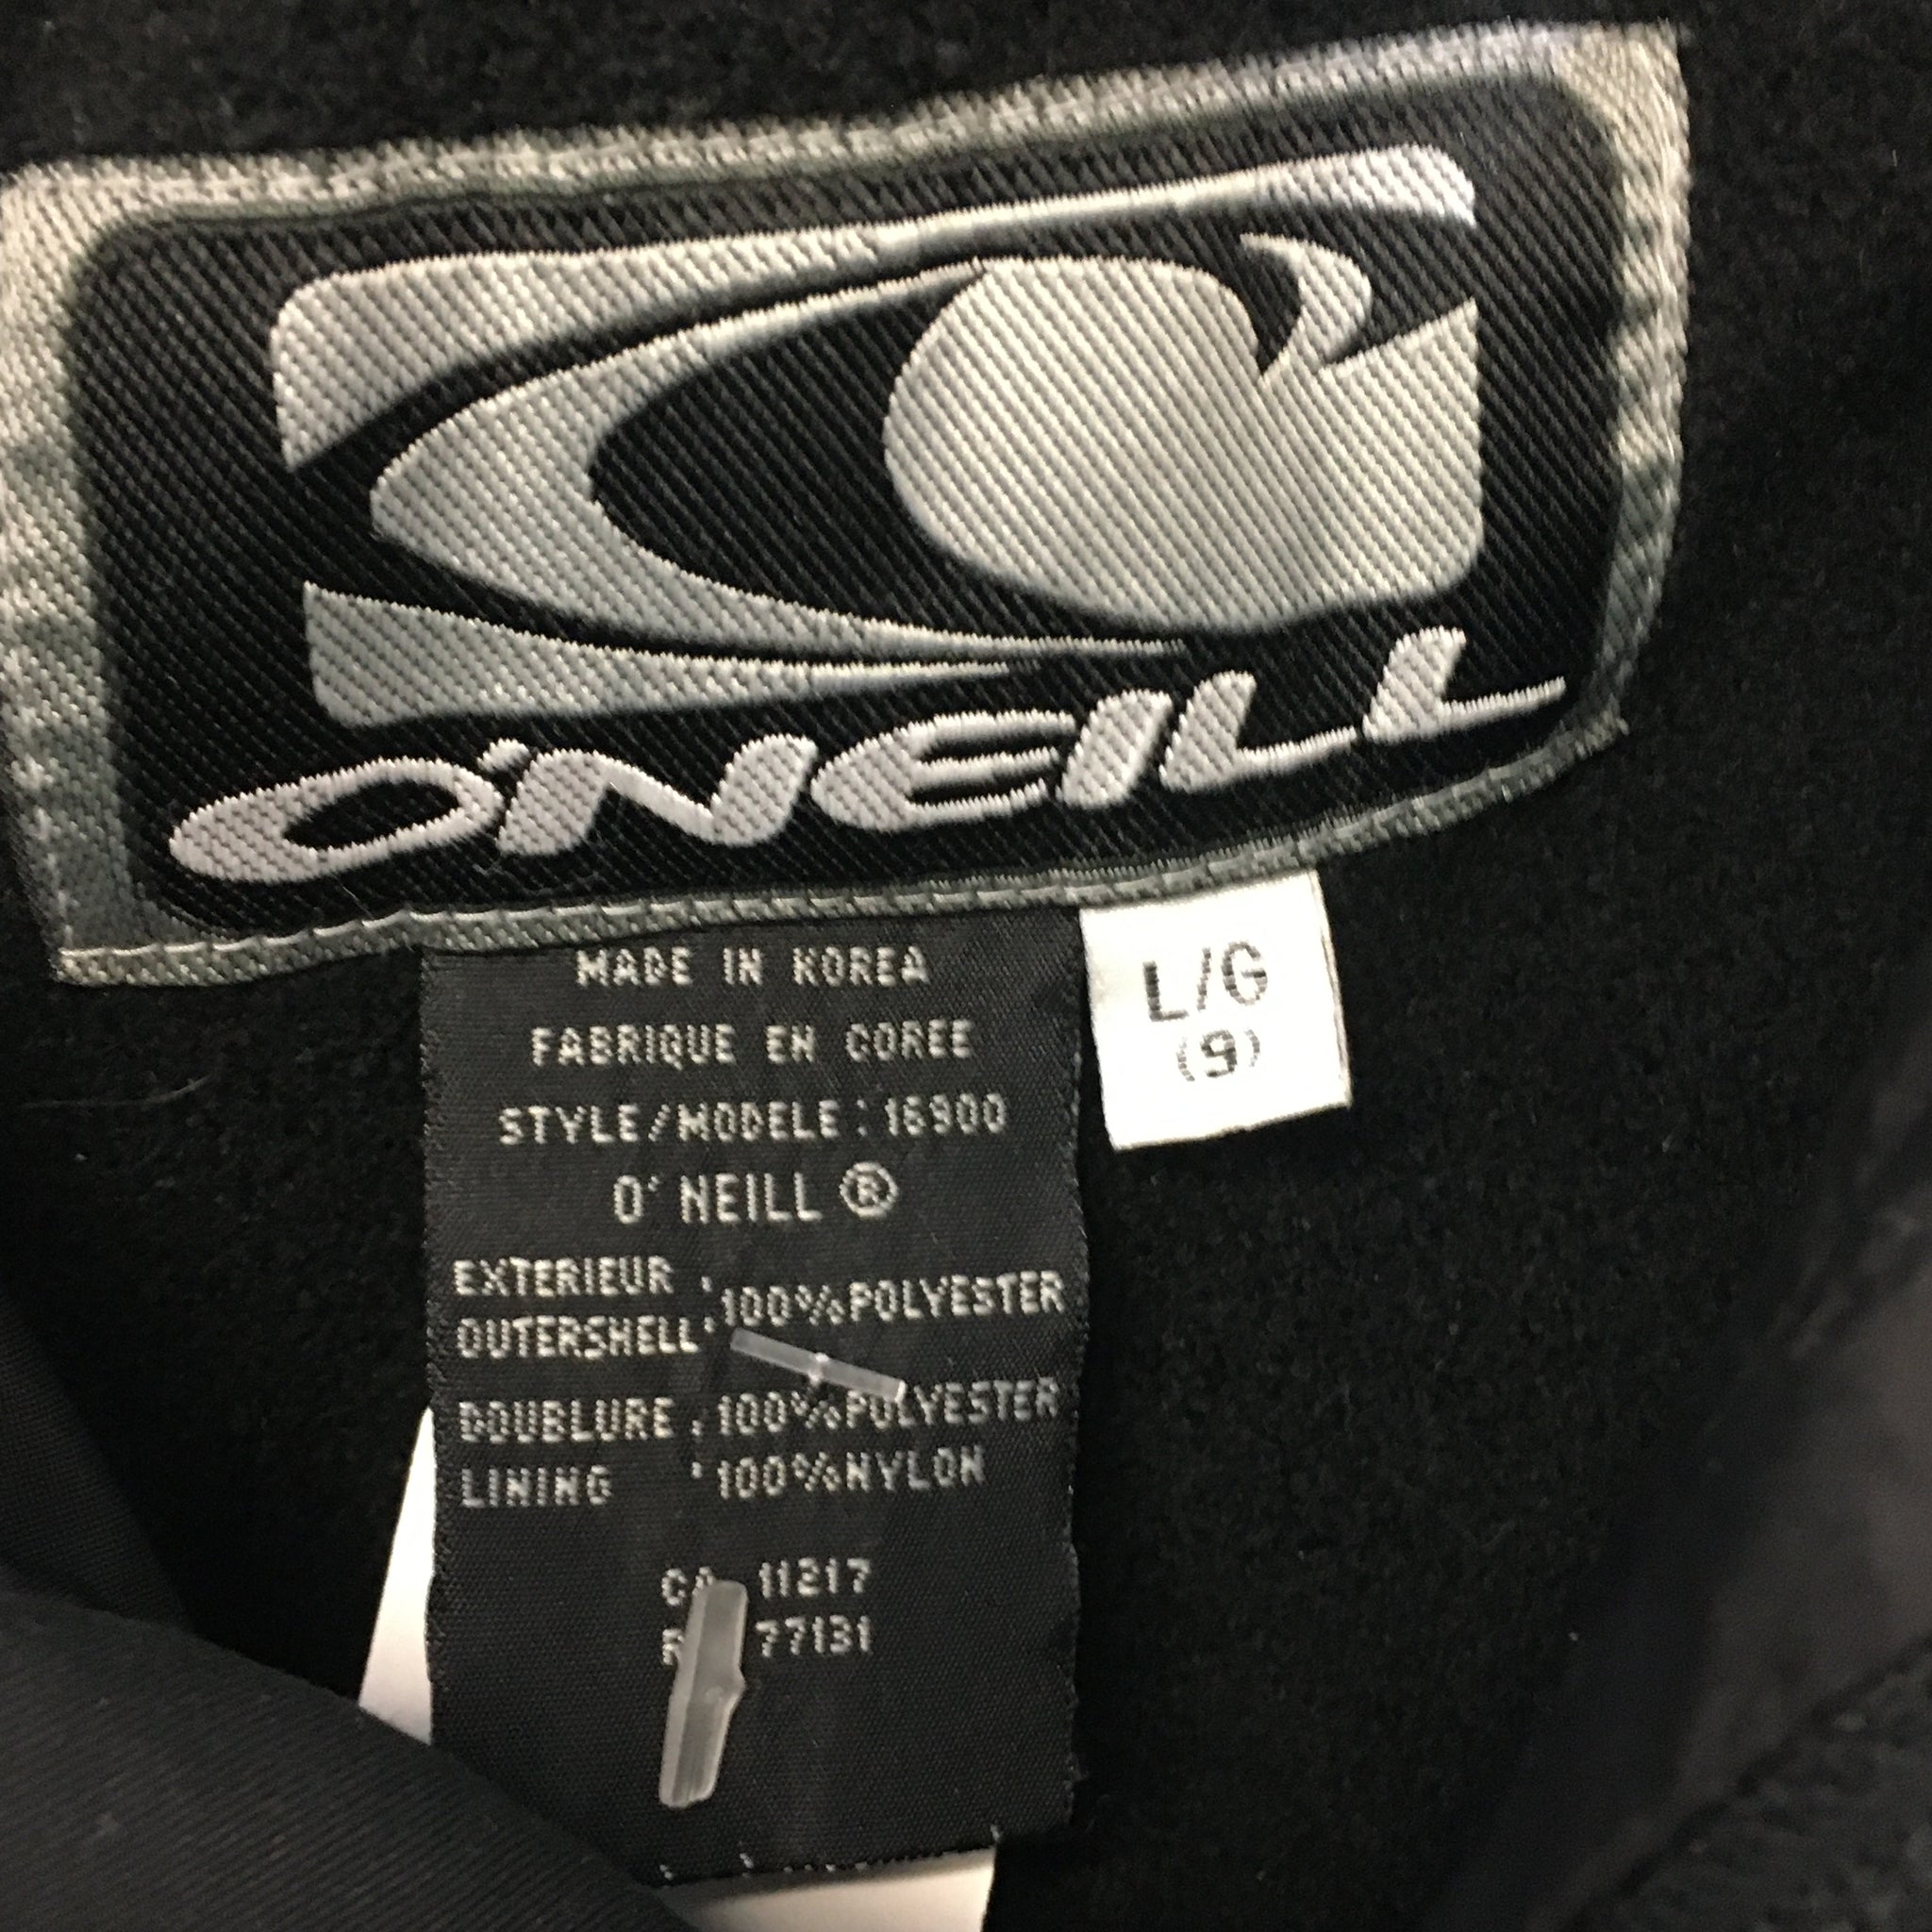 O'NEILL
MADE IN KOREA
FABRIQUE EN COREE
STYLE/MODELE:16900
O' NEILL ®
EXTERIEUR : 100%POLYESTER
OUTERSHELL
DOUBLURE : 100%POLYESTER
LINING 100%NYLON
CA 11217
77131
L/G
(9)